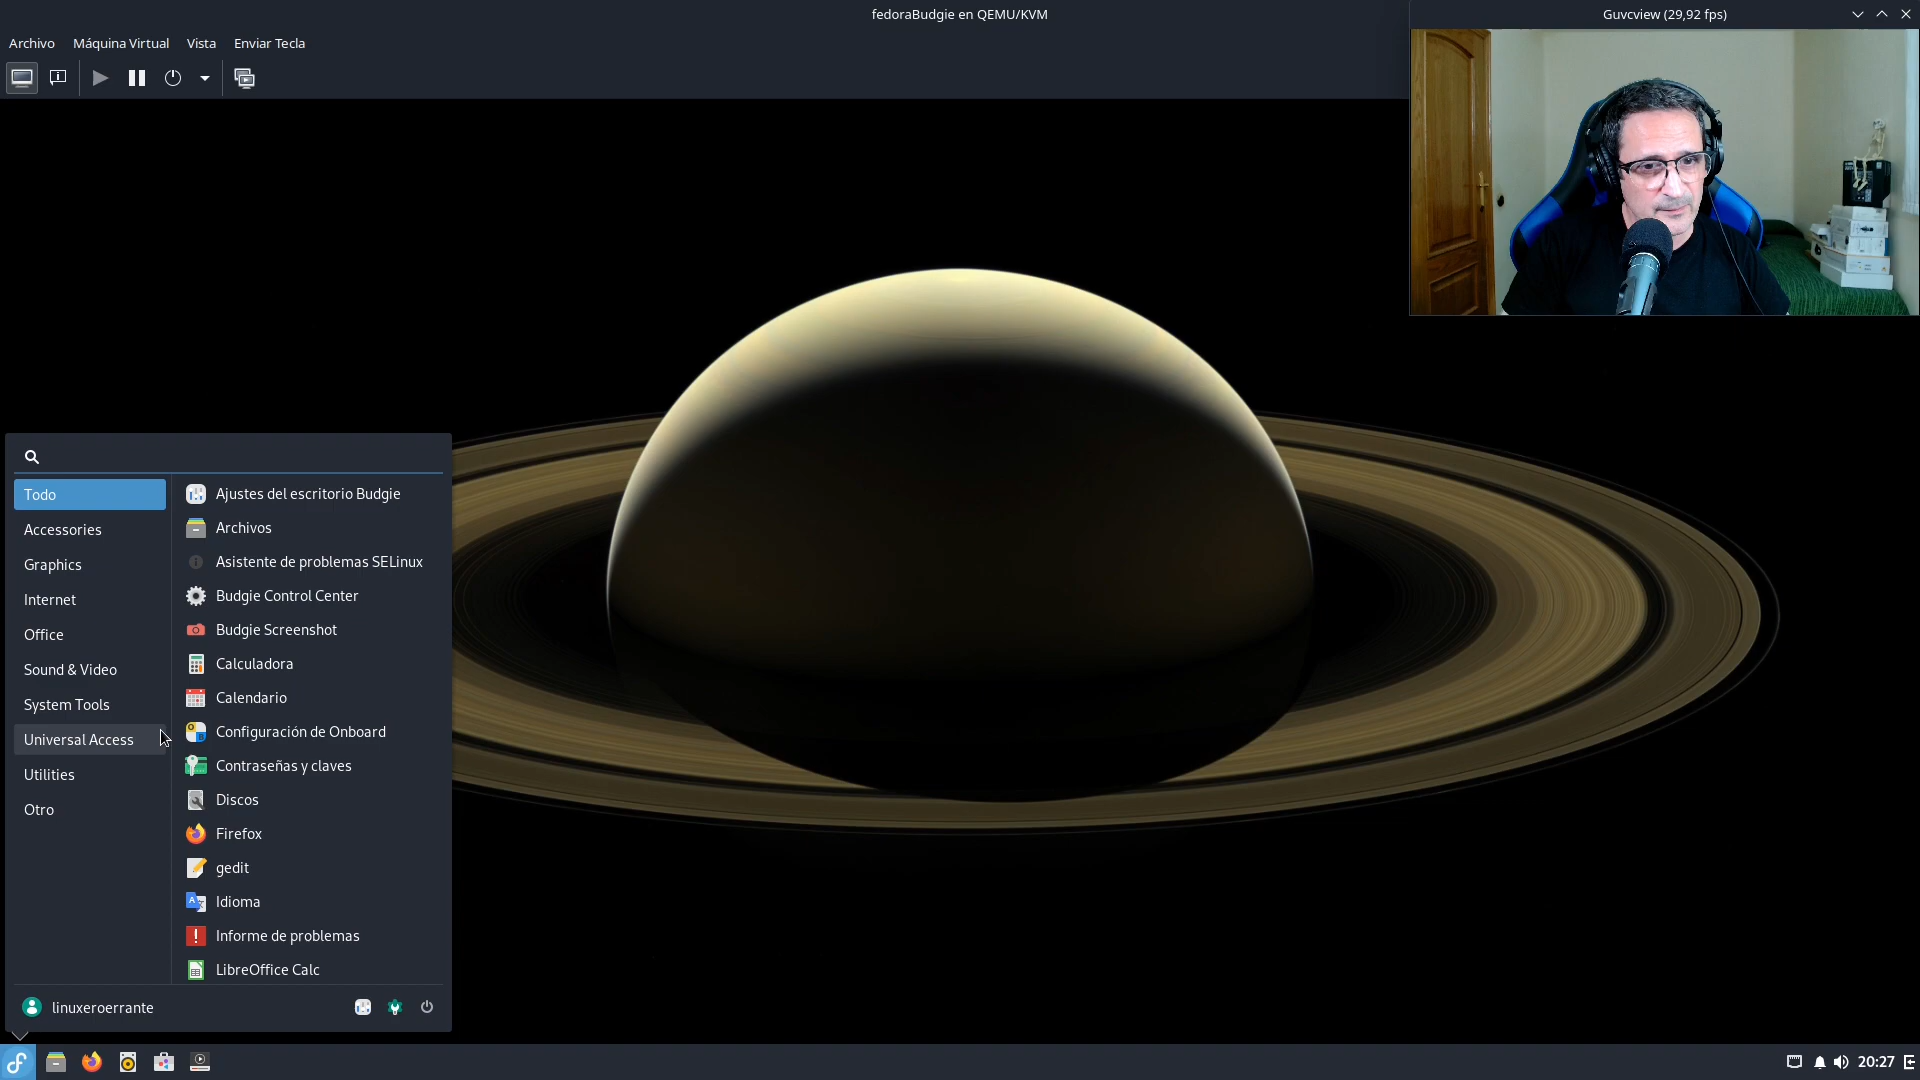 fedoraBudgie en QEMU/KVM
Guvcview (29,92 fps)
Archivo Máquina Virtual Vista Enviar Tecla
Todo
Accessories
Graphics
Internet
Office
Sound & Video
System Tools
Universal Access
Utilities
Otro
Ajustes del escritorio Budgie
Archivos
Asistente de problemas SELinux
Budgie Control Center
Budgie Screenshot
Calculadora
Calendario
Configuración de Onboard
Contraseñas y claves
Discos
Firefox
gedit
Idioma
Informe de problemas
LibreOffice Calc
linuxeroerrante
20:27